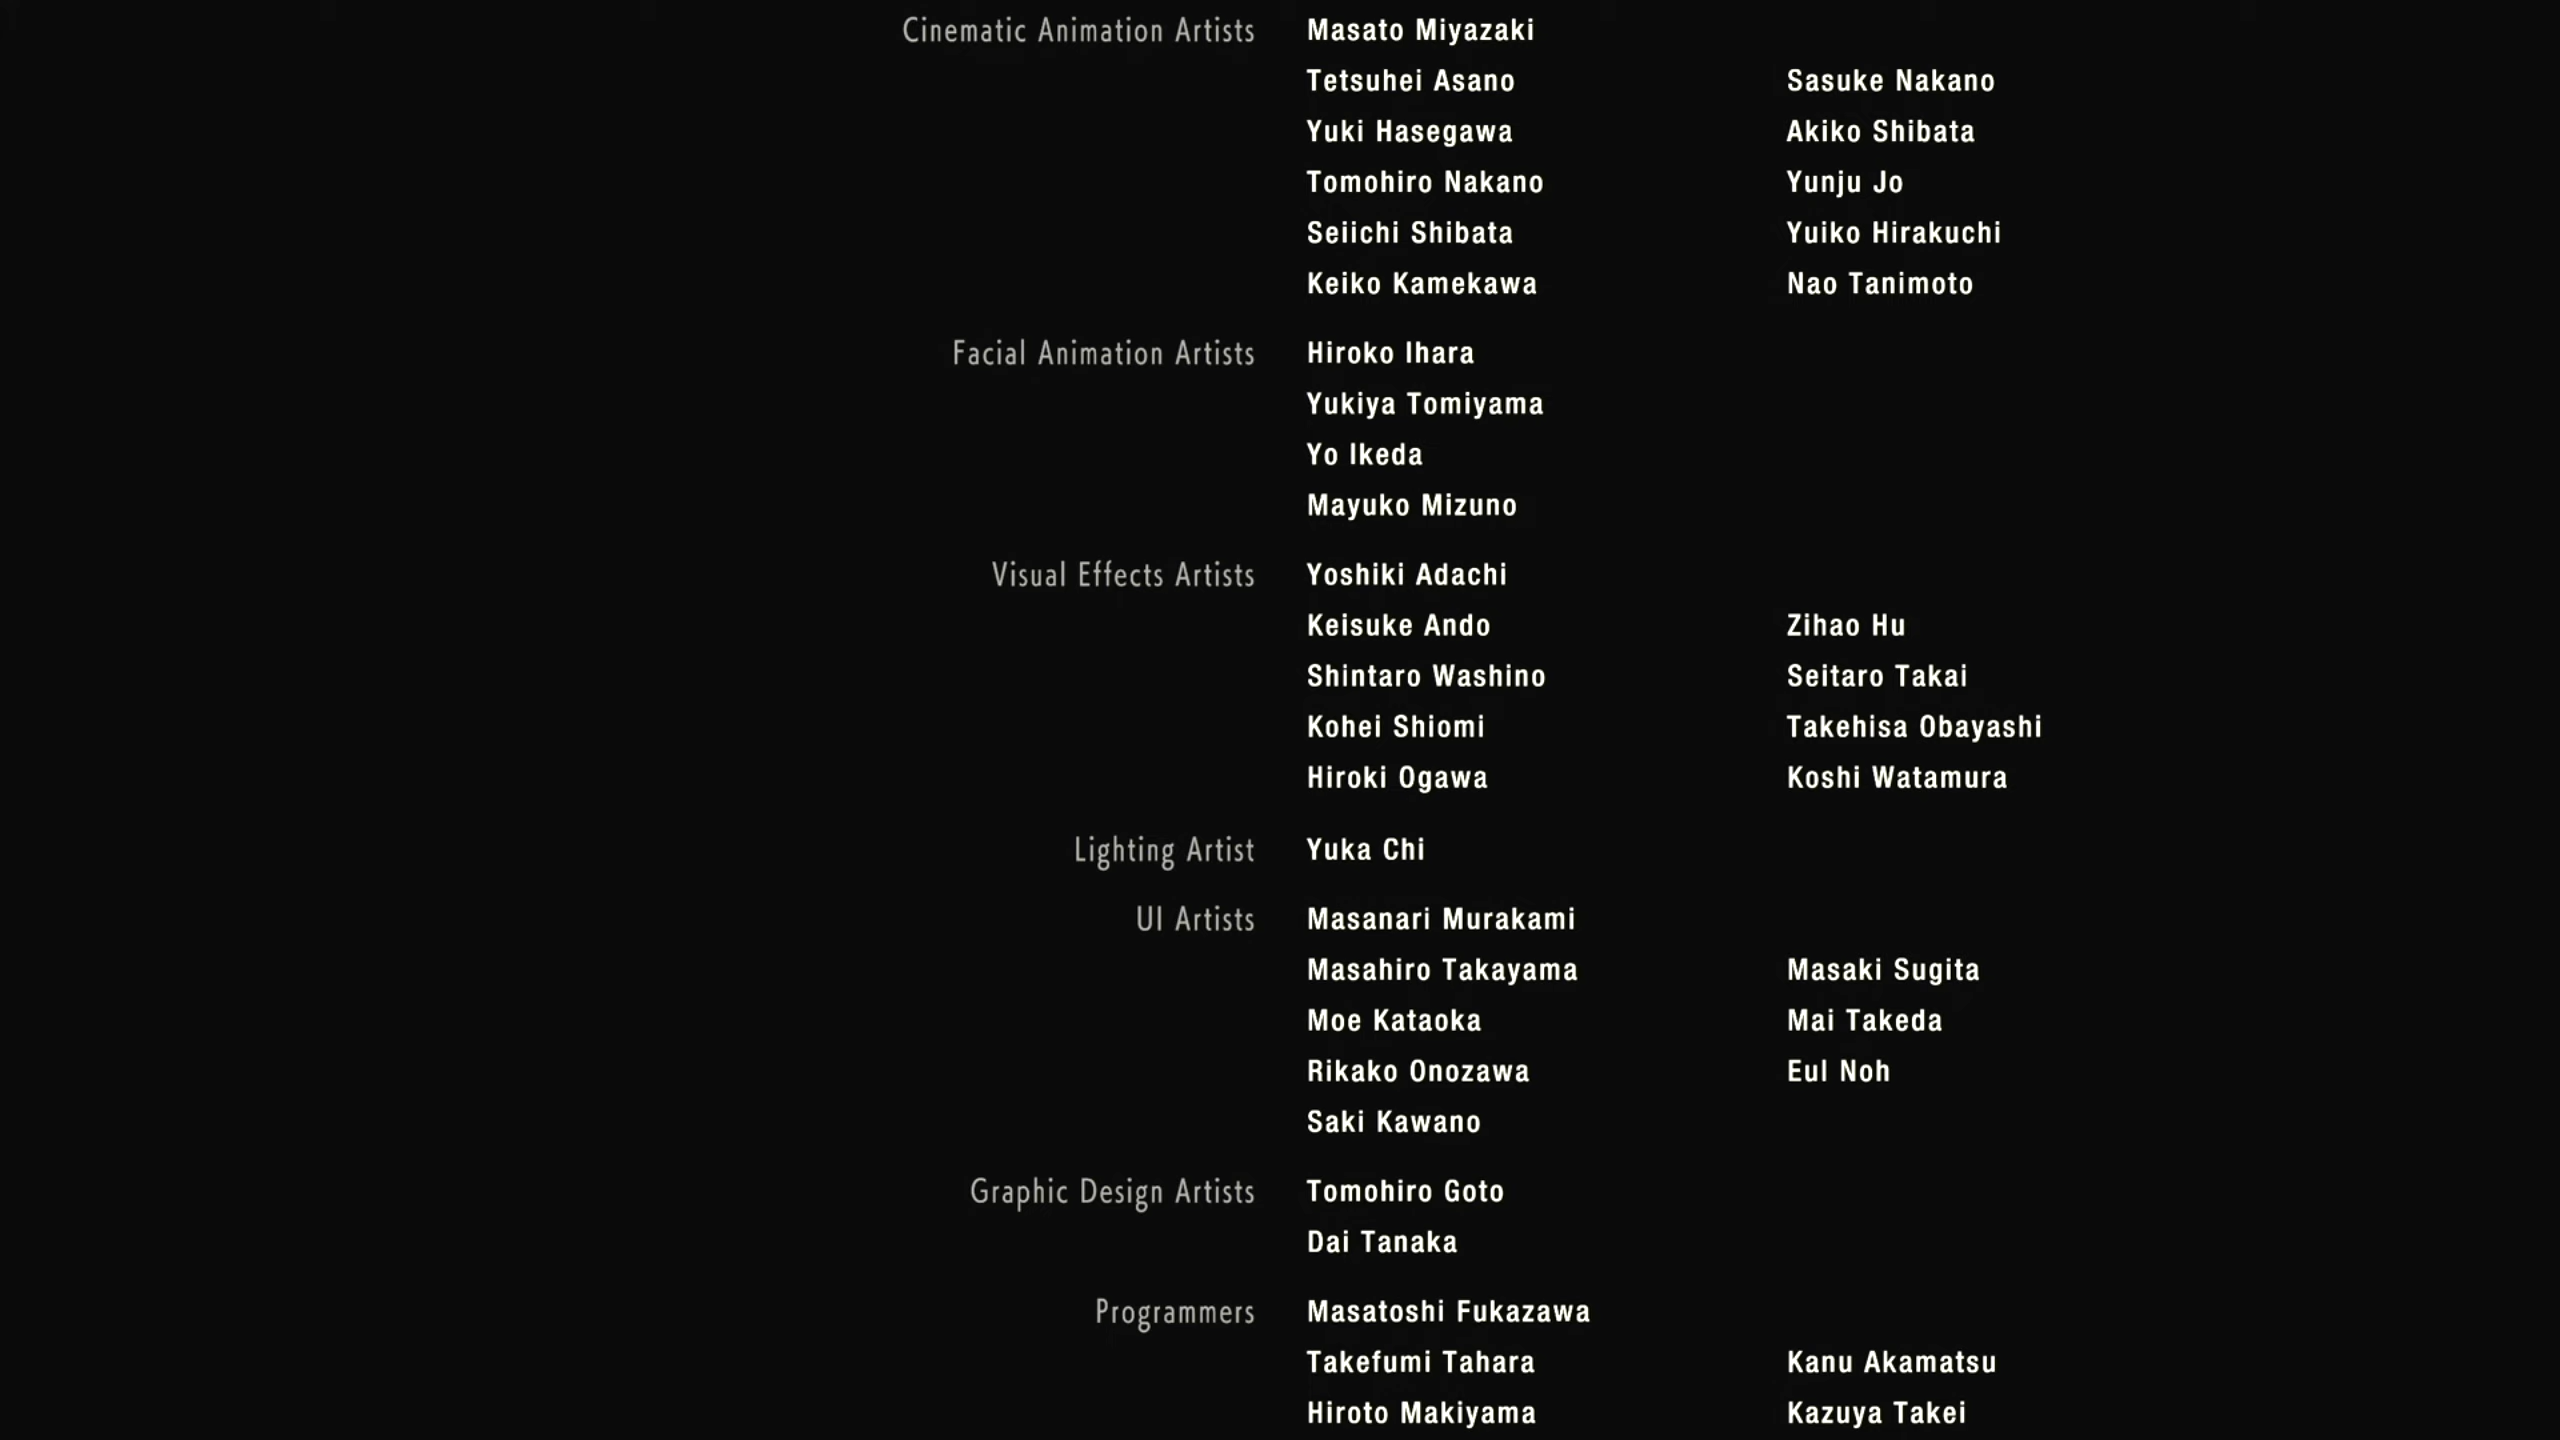 Cinematic Animation Artists Masato Miyazaki
Tetsuhei Asano Sasuke Nakano
Yuki Hasegawa Akiko Shibata
Tomohiro Nakano Yunju Jo
Seiichi Shibata Yuiko Hirakuchi
Keiko Kamekawa Nao Tanimoto
Facial Animation Artists Hiroko Ihara
Yukiya Tomiyama
Yo Ikeda
Mayuko Mizuno
Visual Effects Artists Yoshiki Adachi
Keisuke Ando Zihao Hu
Shintaro Washino Seitaro Takai
Kohei Shiomi Takehisa Obayashi
Hiroki Ogawa Koshi Watamura
Lighting Artist Yuka Chi
UI Artists Masanari Murakami
Masahiro Takayama Masaki Sugita
Moe Kataoka Mai Takeda
Rikako Onozawa Eul Noh
Saki Kawano
Graphic Design Artists Tomohiro Goto
Dai Tanaka
Programmers Masatoshi Fukazawa
Takefumi Tahara Kanu Akamatsu
Hiroto Makiyama Kazuya Takei